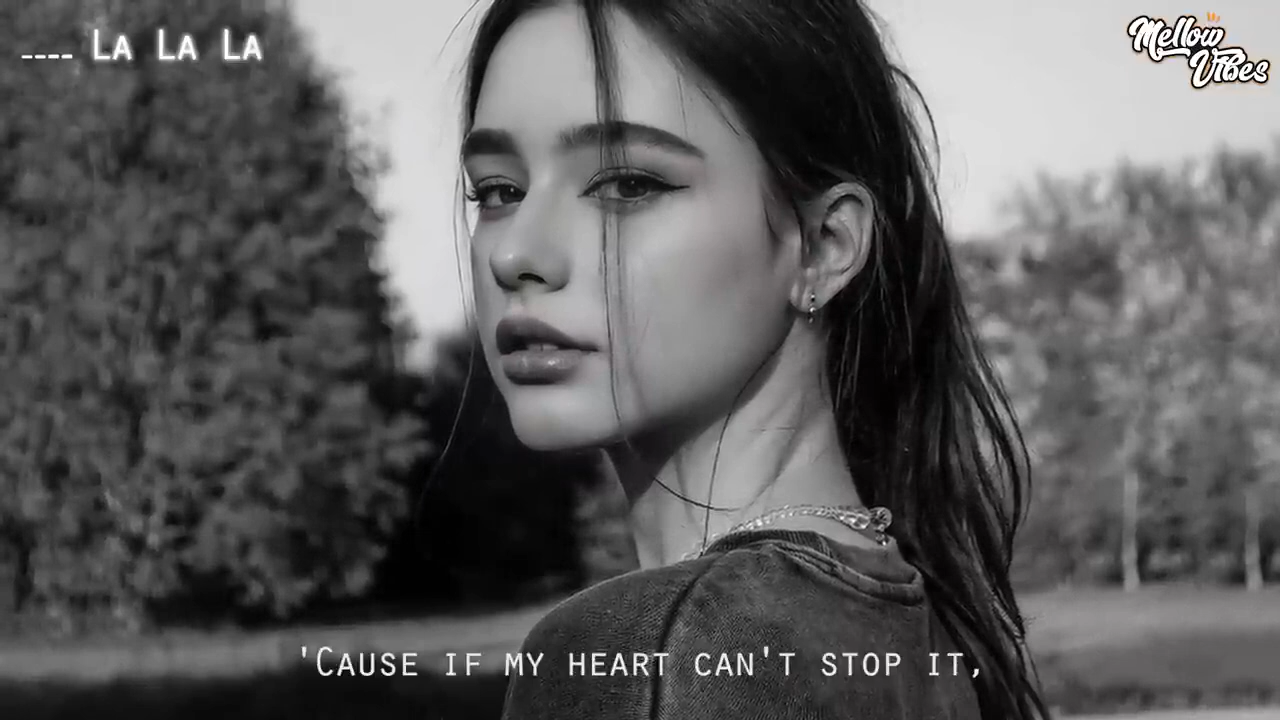 ---- La La La
Mellow
Vibes
'Cause if my heart can't stop it,